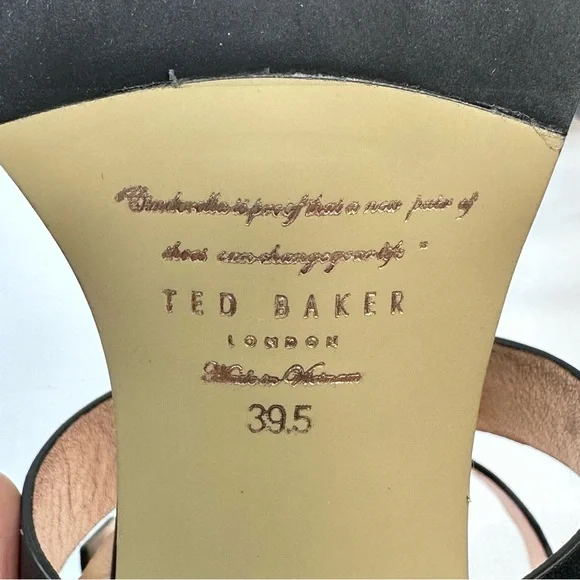 "Cinderella is proof that a new pair of
shoes can change your life"
TED BAKER
LONDON
Made in Vietnam
39.5